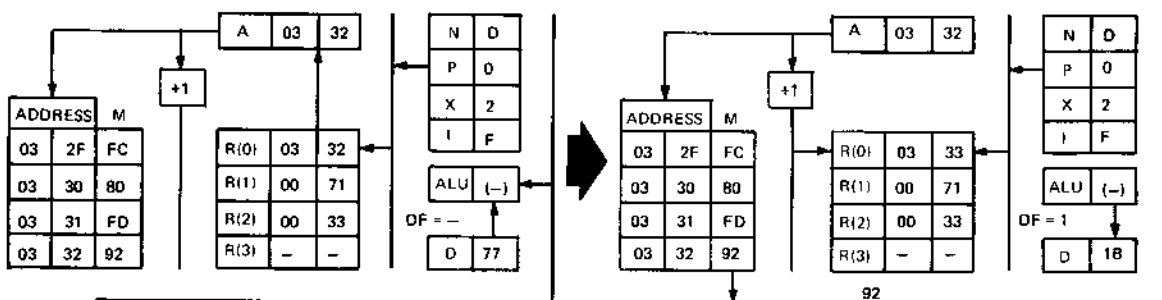 A 03 32
+1
ADDRESS M
03 2F FC
03 30 80
03 31 FD
03 32 92
R(0) 03 32
R(1) 00 71
R(2) 00 33
R(3) – –
N D
P 0
X 2
I F
ALU (–)
DF = –
D 77
A 03 32
+1
ADDRESS M
03 2F FC
03 30 80
03 31 FD
03 32 92
R(0) 03 33
R(1) 00 71
R(2) 00 33
R(3) – –
N D
P 0
X 2
I F
ALU (–)
DF = 1
D 1B
92